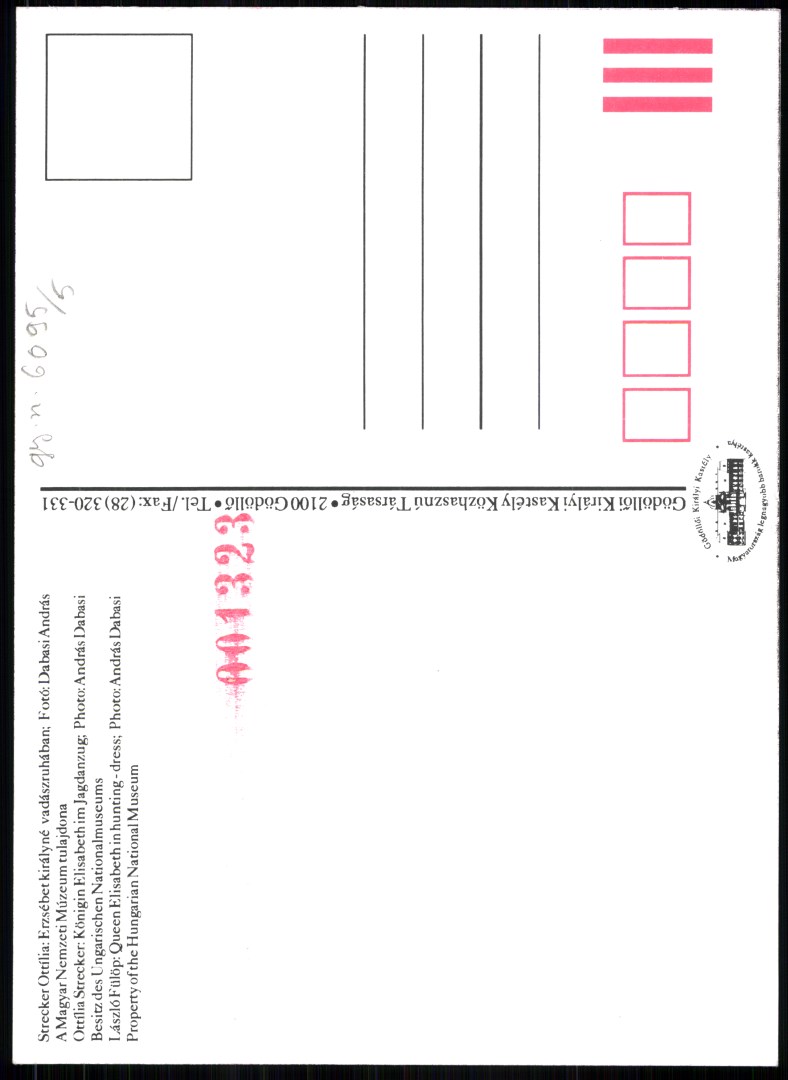 Strecker Ottília: Erzsébet királyné vadászruhában; Fotó: Dabasi András
A Magyar Nemzeti Múzeum tulajdona
Ottília Strecker: Königin Elisabeth im Jagdanzug; Photo: András Dabasi
Besitz des Ungarischen Nationalmuseums
László Fülöp: Queen Elisabeth in hunting - dress; Photo: András Dabasi
Property of the Hungarian National Museum
001323
Gödöllői Királyi Kastély Közhasznú Társaság • 2100 Gödöllő • Tel./Fax: (28) 320-331
gy. n. 6095/5
Gödöllői Királyi Kastély
Magyarország legnagyobb barokk kastélya